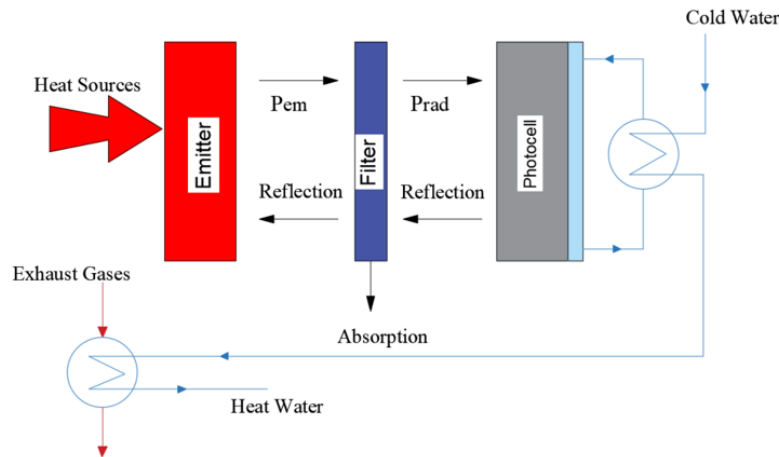 Cold Water
Heat Sources
Emitter
Pem
Filter
Prad
Photocell
Reflection
Reflection
Exhaust Gases
Absorption
Heat Water